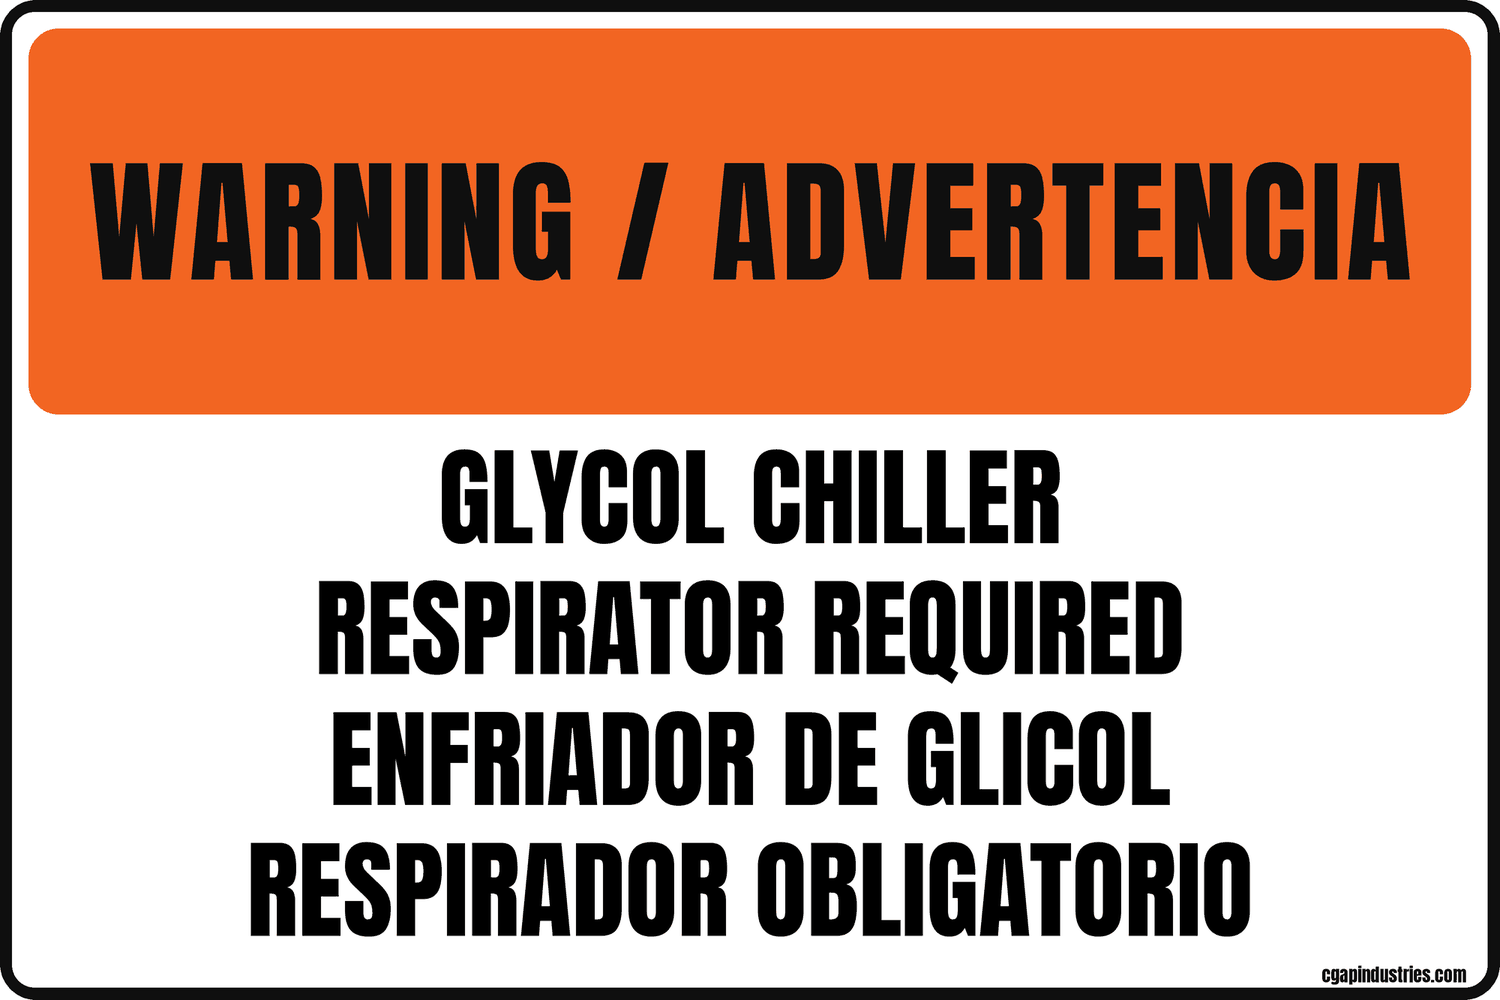 WARNING / ADVERTENCIA
GLYCOL CHILLER
RESPIRATOR REQUIRED
ENFRIADOR DE GLICOL
RESPIRADOR OBLIGATORIO
cgapindustries.com